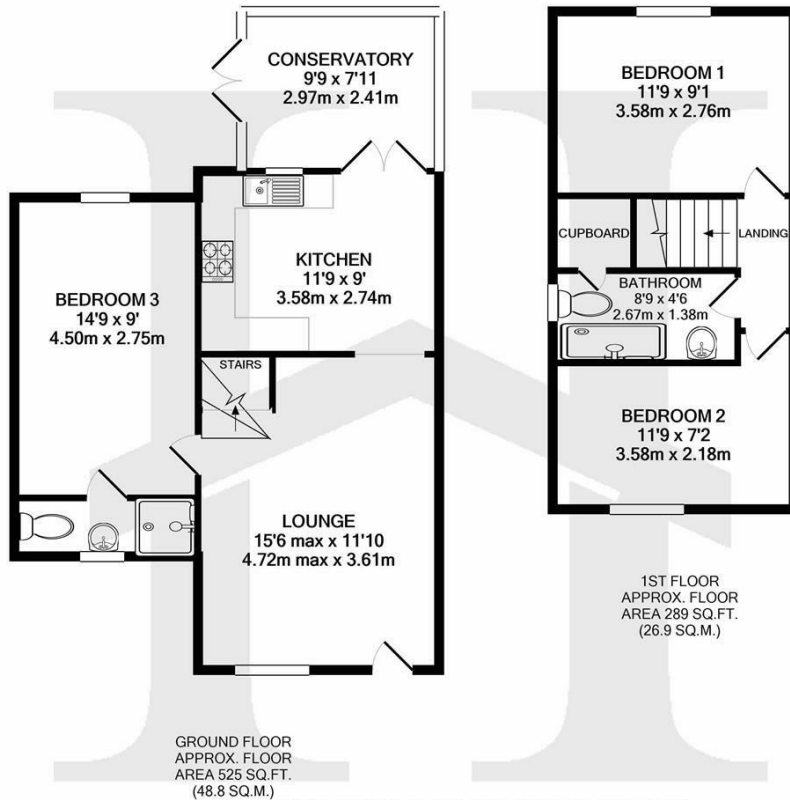 CONSERVATORY
9'9 x 7'11
2.97m x 2.41m
KITCHEN
11'9 x 9'
3.58m x 2.74m
BEDROOM 3
14'9 x 9'
4.50m x 2.75m
STAIRS
LOUNGE
15'6 max x 11'10
4.72m max x 3.61m
GROUND FLOOR
APPROX. FLOOR
AREA 525 SQ.FT.
(48.8 SQ.M.)
BEDROOM 1
11'9 x 9'1
3.58m x 2.76m
CUPBOARD
LANDING
BATHROOM
8'9 x 4'6
2.67m x 1.38m
BEDROOM 2
11'9 x 7'2
3.58m x 2.18m
1ST FLOOR
APPROX. FLOOR
AREA 289 SQ.FT.
(26.9 SQ.M.)